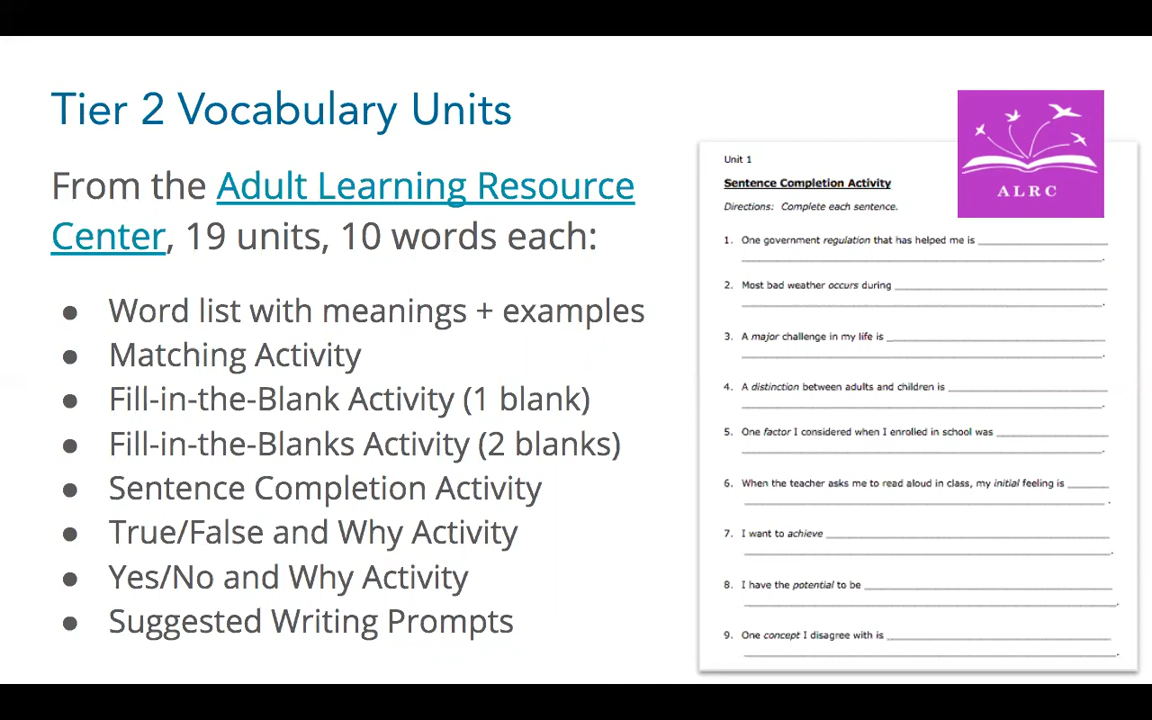 Tier 2 Vocabulary Units
From the Adult Learning Resource
Center, 19 units, 10 words each:
● Word list with meanings + examples
● Matching Activity
● Fill-in-the-Blank Activity (1 blank)
● Fill-in-the-Blanks Activity (2 blanks)
● Sentence Completion Activity
● True/False and Why Activity
● Yes/No and Why Activity
● Suggested Writing Prompts
ALRC
Unit 1
Sentence Completion Activity
Directions: Complete each sentence.
1. One government regulation that has helped me is
2. Most bad weather occurs during
3. A major challenge in my life is
4. A distinction between adults and children is
5. One factor I considered when I enrolled in school was
6. When the teacher asks me to read aloud in class, my initial feeling is
7. I want to achieve
8. I have the potential to be
9. One concept I disagree with is